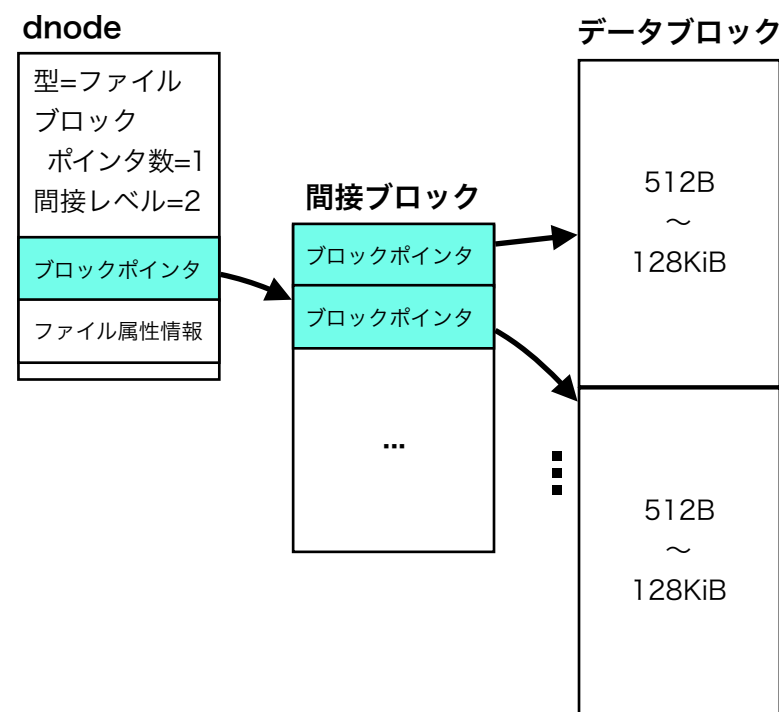 dnode
型=ファイル
ブロック
ポインタ数=1
間接レベル=2
ブロックポインタ
ファイル属性情報
間接ブロック
ブロックポインタ
ブロックポインタ
...
データブロック
512B
～
128KiB
512B
～
128KiB